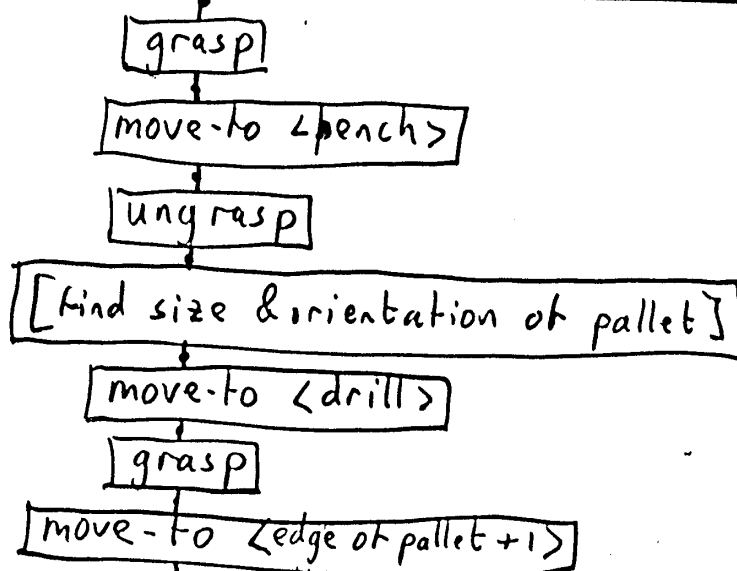 grasp
move-to <bench>
ungrasp
[find size & orientation of pallet]
move-to <drill>
grasp
move-to <edge of pallet +1>